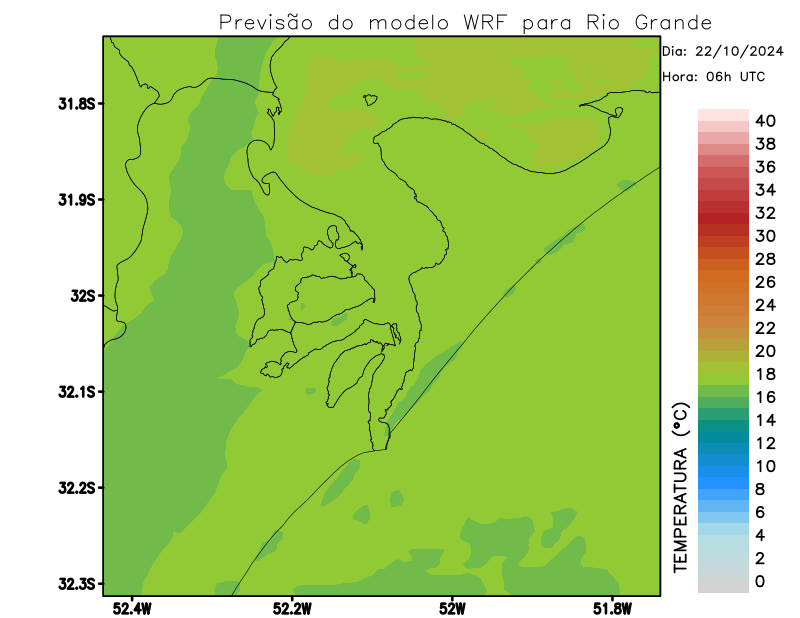 Previsão do modelo WRF para Rio Grande
Dia: 22/10/2024
Hora: 06h UTC
31.8S
31.9S
32S
32.1S
32.2S
32.3S
52.4W
52.2W
52W
51.8W
TEMPERATURA (°C)
40
38
36
34
32
30
28
26
24
22
20
18
16
14
12
10
8
6
4
2
0